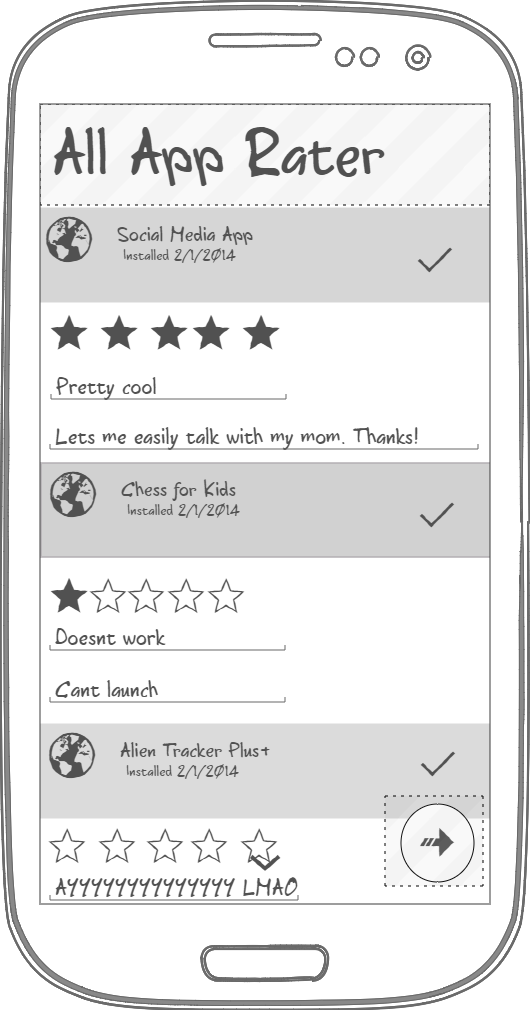 All App Rater
Social Media App
Installed 2/1/2014
Pretty cool
Lets me easily talk with my mom. Thanks!
Chess for Kids
Installed 2/1/2014
Doesnt work
Cant launch
Alien Tracker Plus+
Installed 2/1/2014
AYYYYYYYYYYYYYYY LMAO